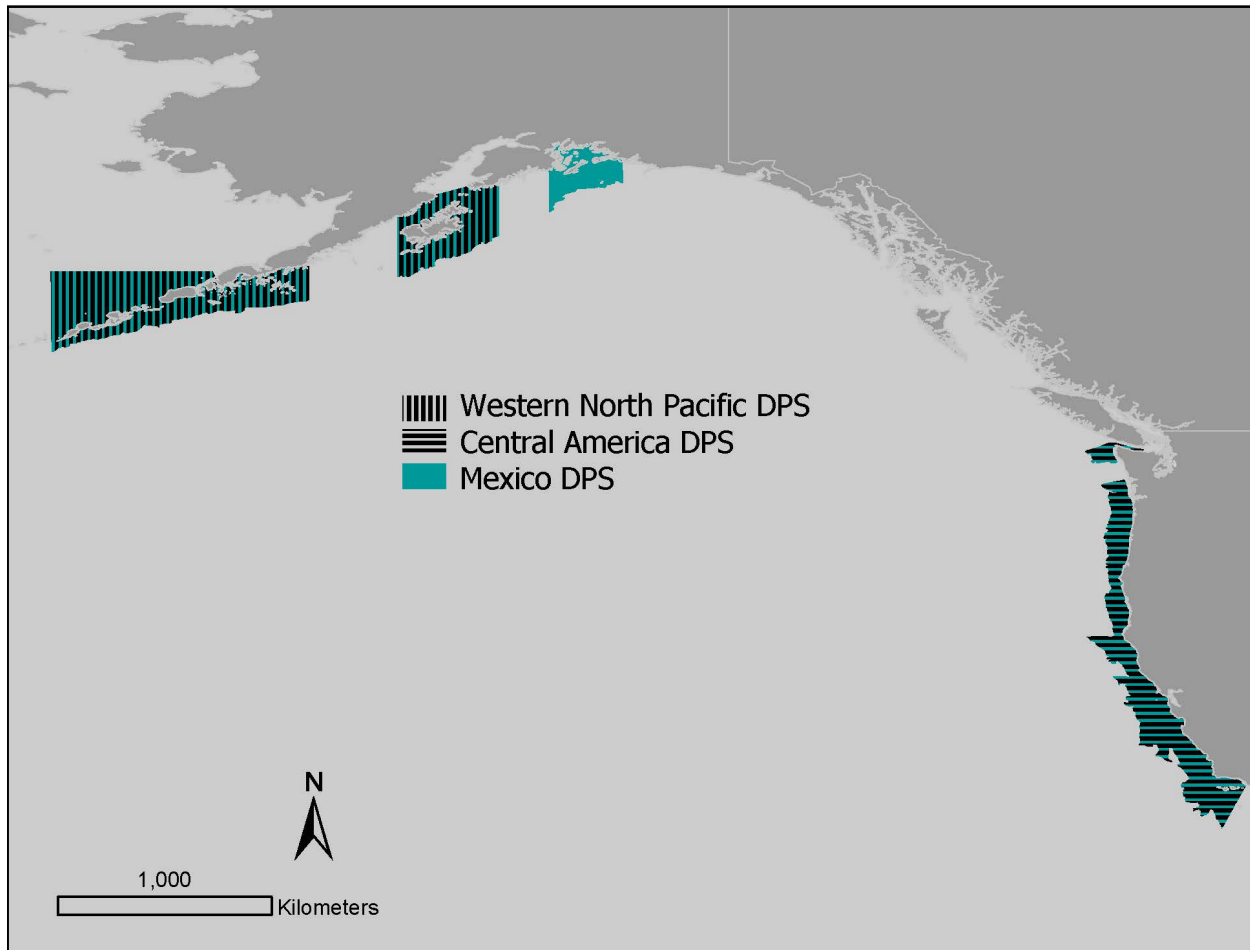 Western North Pacific DPS
Central America DPS
Mexico DPS
N
1,000
Kilometers